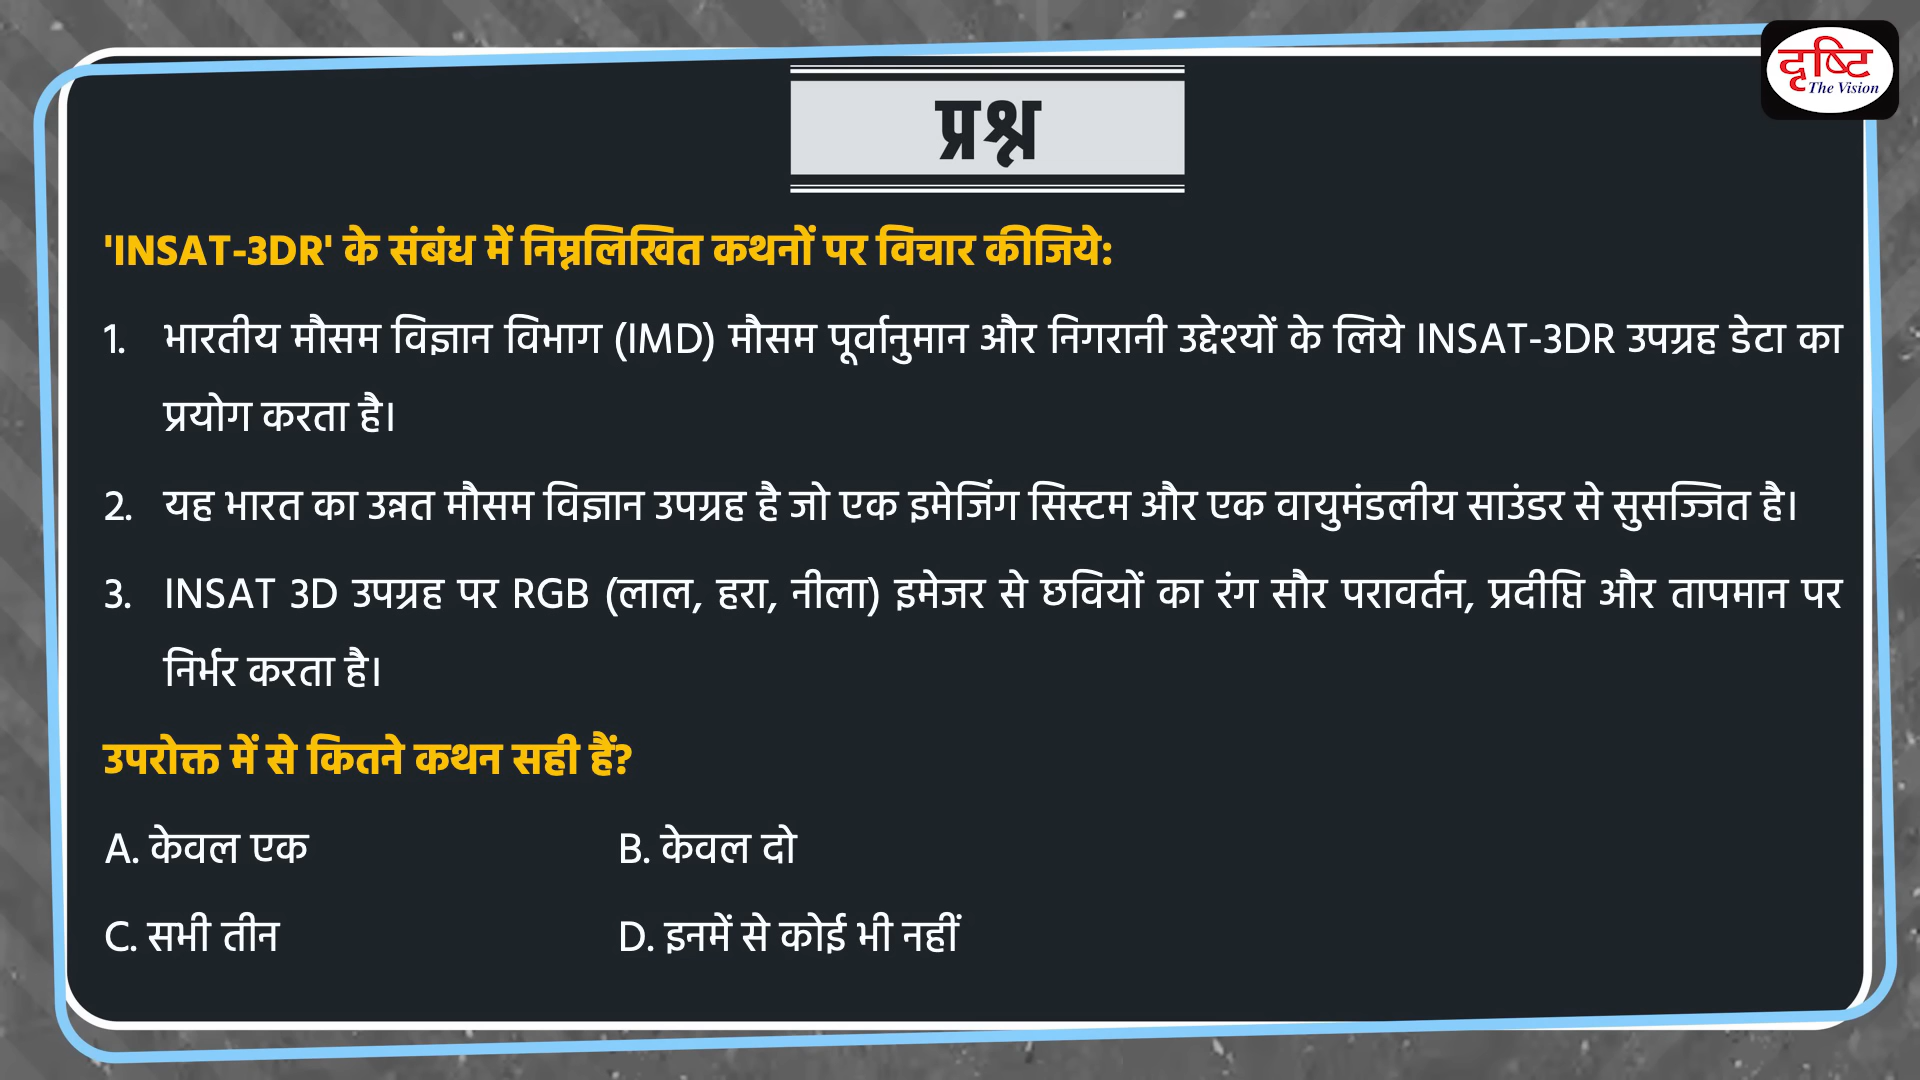 दृष्टि
The Vision
प्रश्न
'INSAT-3DR' के संबंध में निम्नलिखित कथनों पर विचार कीजिये:
1. भारतीय मौसम विज्ञान विभाग (IMD) मौसम पूर्वानुमान और निगरानी उद्देश्यों के लिये INSAT-3DR उपग्रह डेटा का
प्रयोग करता है।
2. यह भारत का उन्नत मौसम विज्ञान उपग्रह है जो एक इमेजिंग सिस्टम और एक वायुमंडलीय साउंडर से सुसज्जित है।
3. INSAT 3D उपग्रह पर RGB (लाल, हरा, नीला) इमेजर से छवियों का रंग सौर परावर्तन, प्रदीप्ति और तापमान पर
निर्भर करता है।
उपरोक्त में से कितने कथन सही हैं?
A. केवल एक B. केवल दो
C. सभी तीन D. इनमें से कोई भी नहीं